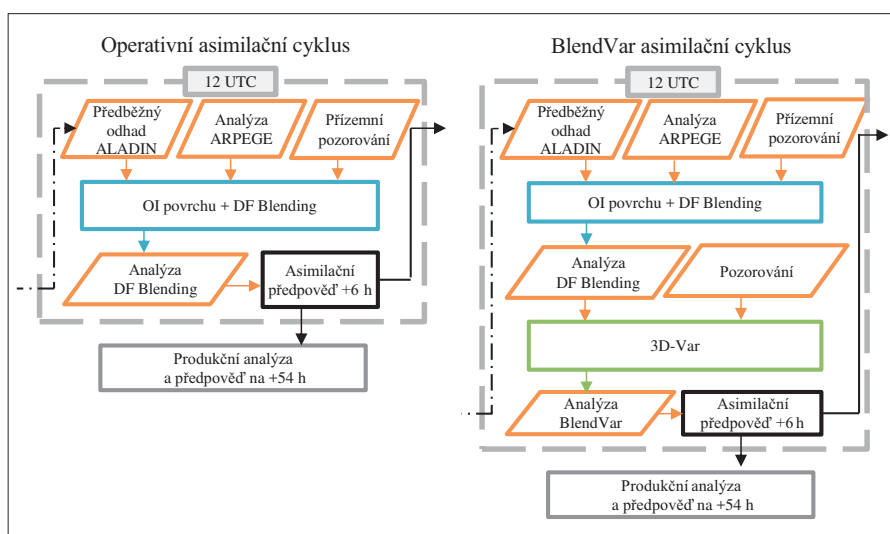 Operativní asimilační cyklus
12 UTC
Předběžný
odhad
ALADIN
Analýza
ARPEGE
Přízemní
pozorování
OI povrchu + DF Blending
Analýza
DF Blending
Asimilační
předpověď +6 h
Produkční analýza
a předpověď na +54 h
BlendVar asimilační cyklus
12 UTC
Předběžný
odhad
ALADIN
Analýza
ARPEGE
Přízemní
pozorování
OI povrchu + DF Blending
Analýza
DF Blending
Pozorování
3D-Var
Analýza
BlendVar
Asimilační
předpověď +6 h
Produkční analýza
a předpověď na +54 h